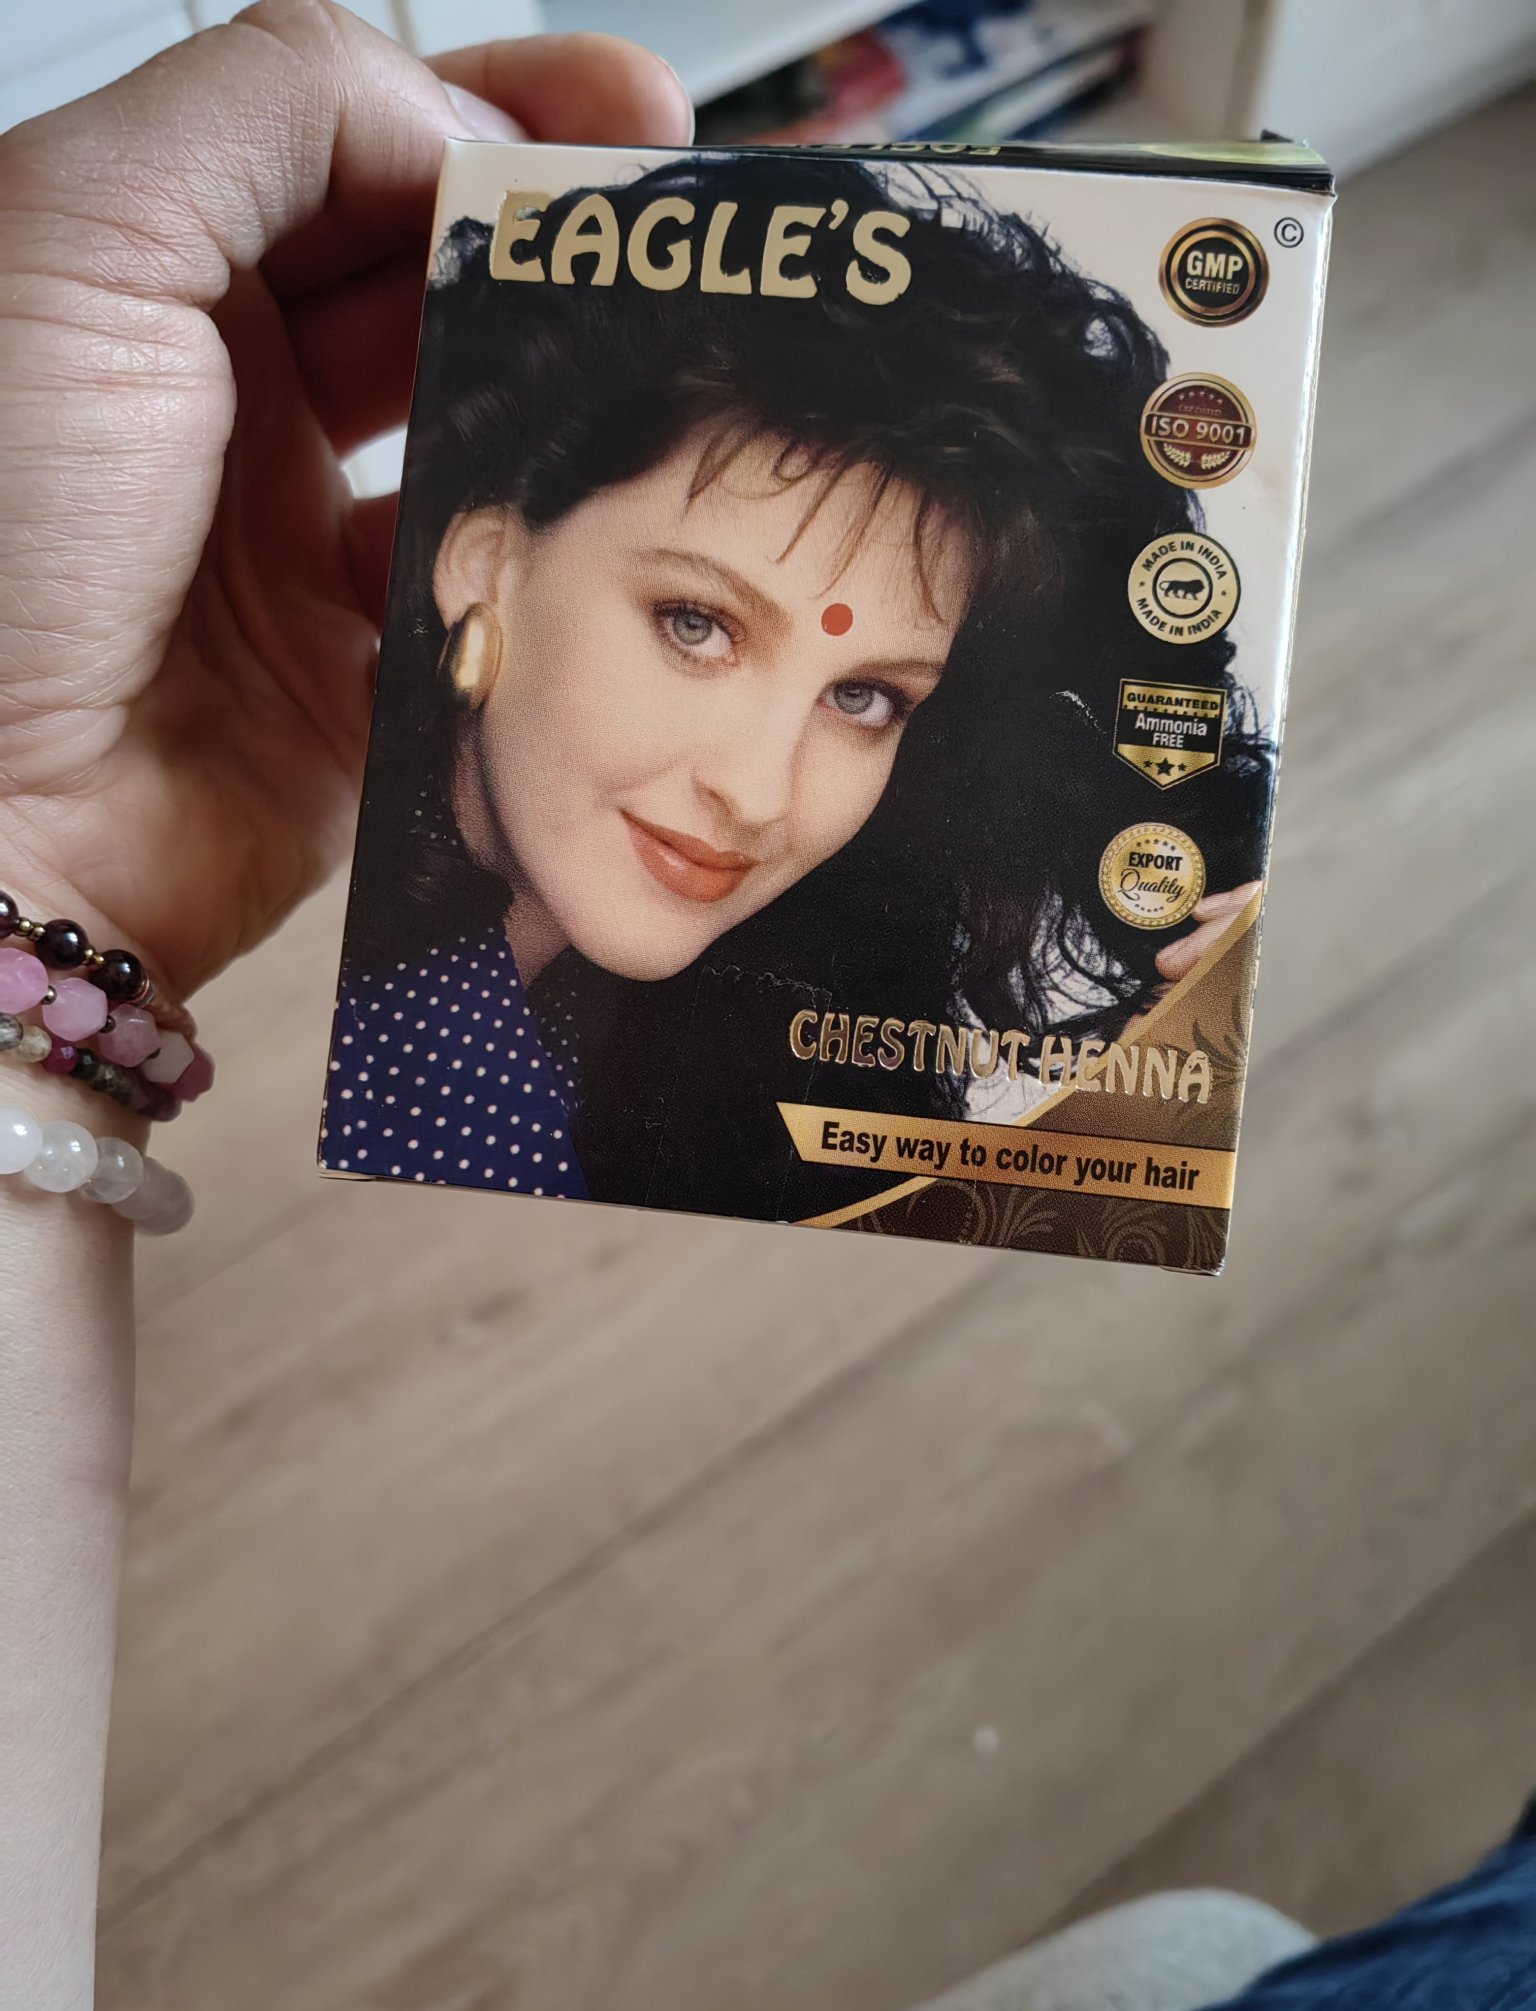 EAGLE'S
©
GMP
CERTIFIED
ISO 9001
MADE IN INDIA
MADE IN INDIA
GUARANTEED
Ammonia
FREE
EXPORT
Quality
CHESTNUT HENNA
Easy way to color your hair